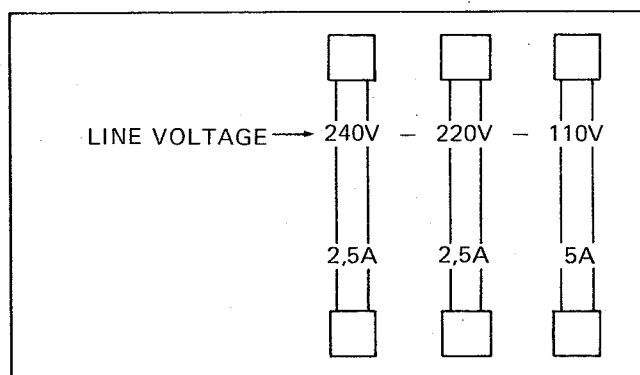 LINE VOLTAGE → 240V – 220V – 110V
2,5A 2,5A 5A